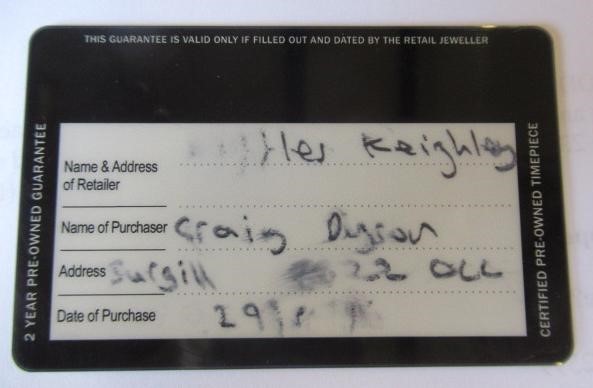 THIS GUARANTEE IS VALID ONLY IF FILLED OUT AND DATED BY THE RETAIL JEWELLER
2 YEAR PRE-OWNED GUARANTEE
Name & Address Keighley
of Retailer
Name of Purchaser Craig Dyson
Address
Date of Purchase
CERTIFIED PRE-OWNED TIMEPIECE